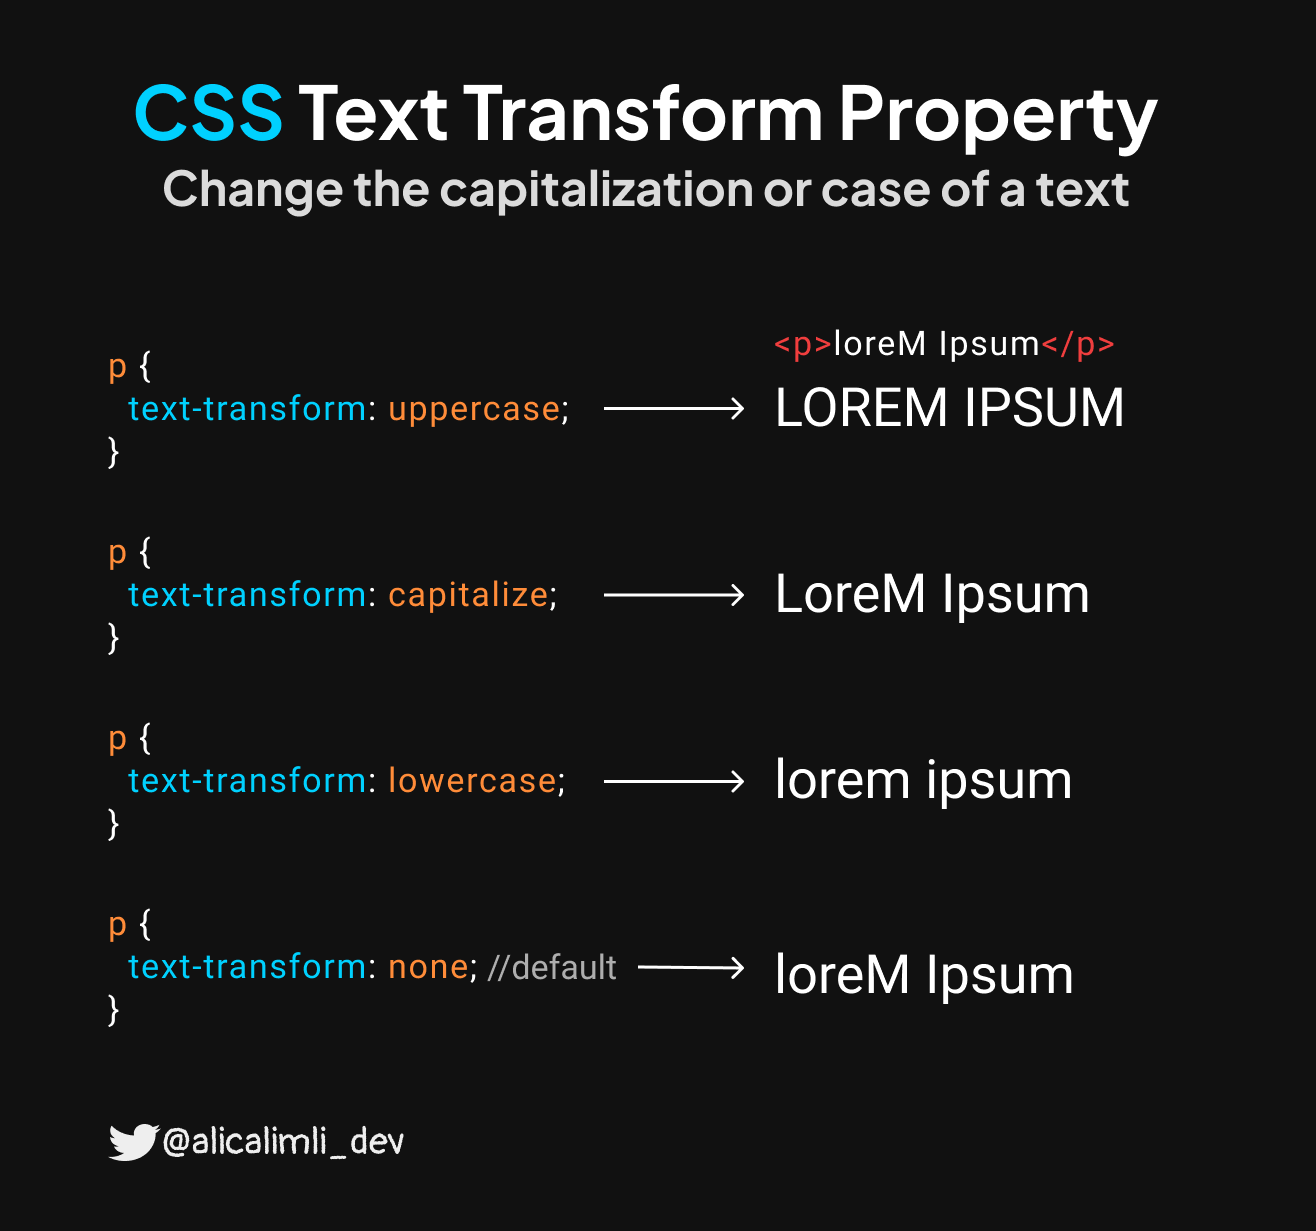 CSS Text Transform Property
Change the capitalization or case of a text
<p>loreM Ipsum</p>
p {
text-transform: uppercase;
LOREM IPSUM
}
p {
text-transform: capitalize;
LoreM Ipsum
}
p {
text-transform: lowercase;
lorem ipsum
}
p {
text-transform: none; //default
loreM Ipsum
}
@alicalimli_dev